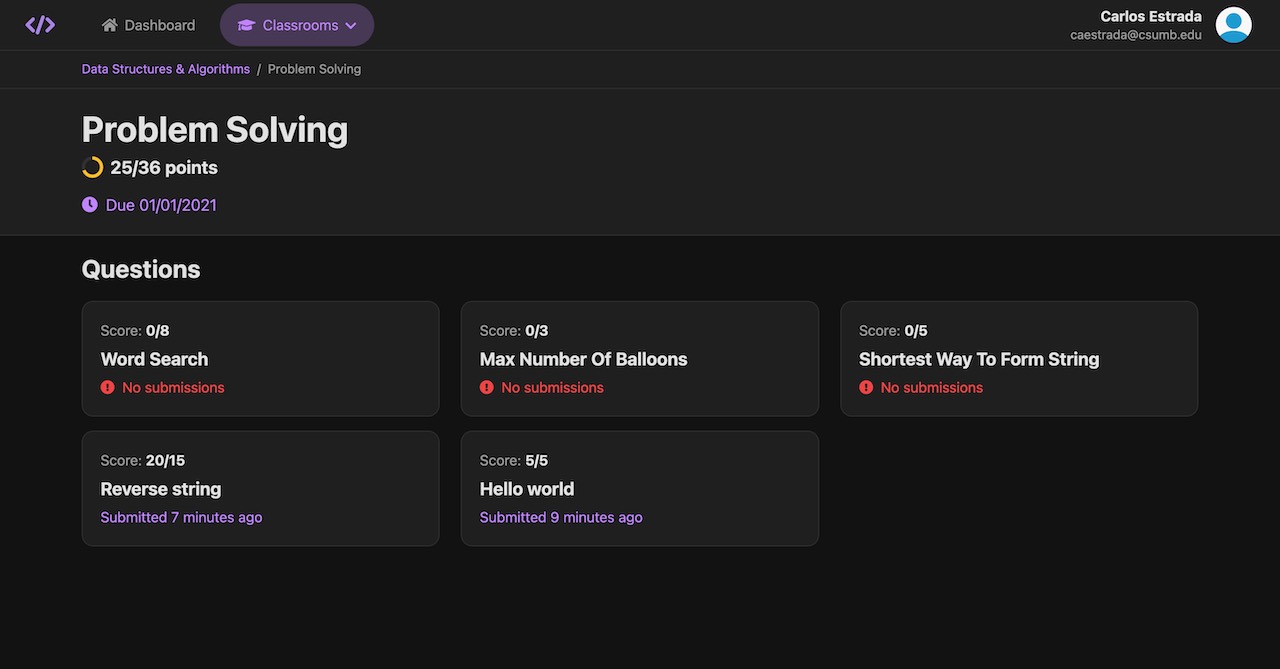 Dashboard
Classrooms
Carlos Estrada
caestrada@csumb.edu
Data Structures & Algorithms / Problem Solving
Problem Solving
25/36 points
Due 01/01/2021
Questions
Score: 0/8
Word Search
No submissions
Score: 0/3
Max Number Of Balloons
No submissions
Score: 0/5
Shortest Way To Form String
No submissions
Score: 20/15
Reverse string
Submitted 7 minutes ago
Score: 5/5
Hello world
Submitted 9 minutes ago